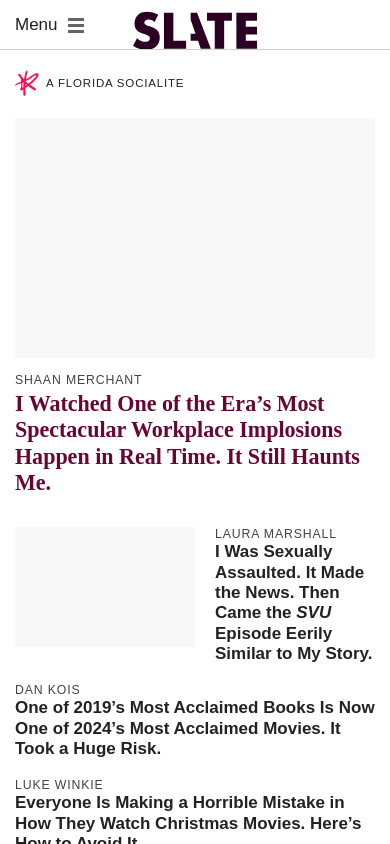 Menu
SLATE
A FLORIDA SOCIALITE
SHAAN MERCHANT
I Watched One of the Era’s Most
Spectacular Workplace Implosions
Happen in Real Time. It Still Haunts
Me.
LAURA MARSHALL
I Was Sexually
Assaulted. It Made
the News. Then
Came the SVU
Episode Eerily
Similar to My Story.
DAN KOIS
One of 2019’s Most Acclaimed Books Is Now
One of 2024’s Most Acclaimed Movies. It
Took a Huge Risk.
LUKE WINKIE
Everyone Is Making a Horrible Mistake in
How They Watch Christmas Movies. Here’s
How to Avoid It.